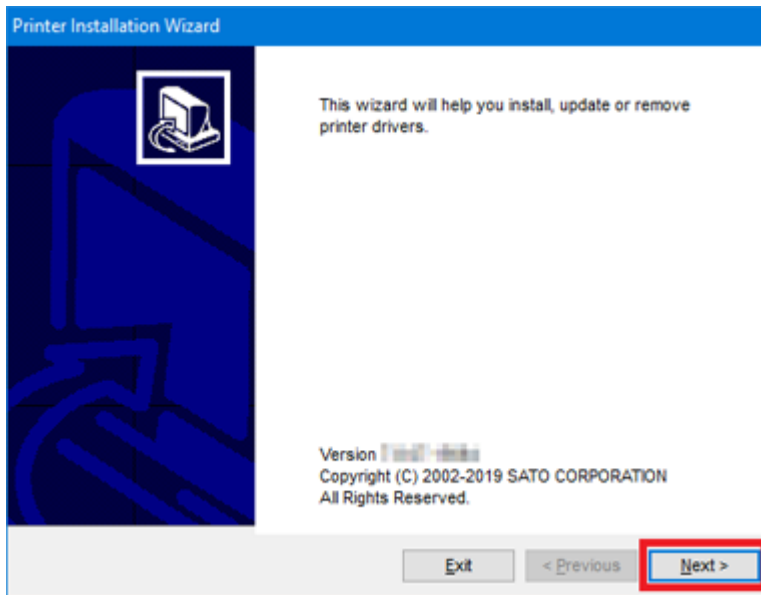 Printer Installation Wizard
This wizard will help you install, update or remove
printer drivers.
Version
Copyright (C) 2002-2019 SATO CORPORATION
All Rights Reserved.
Exit
< Previous
Next >